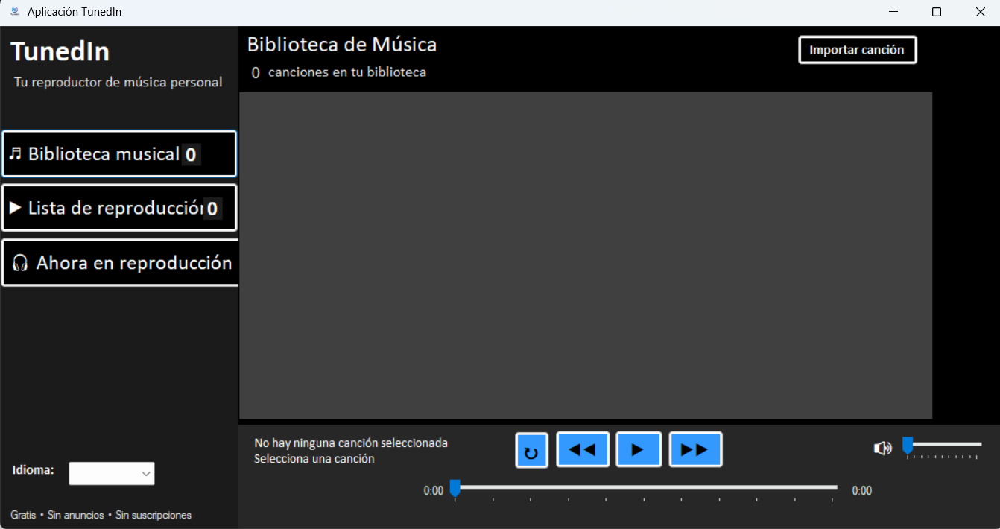 Aplicación TunedIn
TunedIn
Tu reproductor de música personal
♬ Biblioteca musical 0
▶ Lista de reproducción 0
🎧 Ahora en reproducción
Idioma:
Gratis • Sin anuncios • Sin suscripciones
Biblioteca de Música
0 canciones en tu biblioteca
Importar canción
No hay ninguna canción seleccionada
Selecciona una canción
0:00
0:00